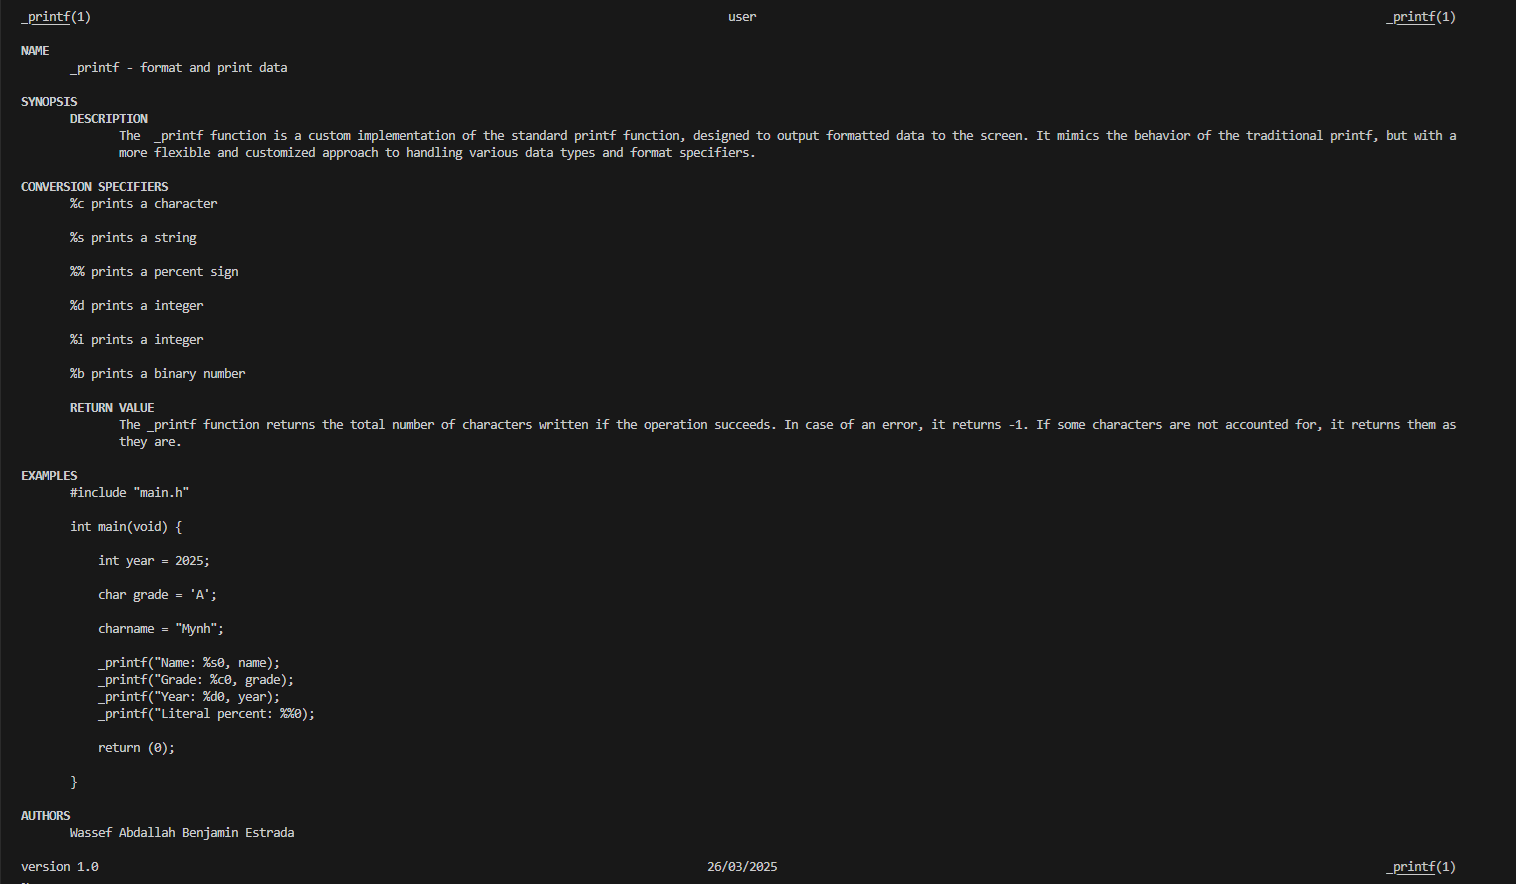 _printf(1) user _printf(1)
NAME
_printf - format and print data
SYNOPSIS
DESCRIPTION
The _printf function is a custom implementation of the standard printf function, designed to output formatted data to the screen. It mimics the behavior of the traditional printf, but with a
more flexible and customized approach to handling various data types and format specifiers.
CONVERSION SPECIFIERS
%c prints a character
%s prints a string
%% prints a percent sign
%d prints a integer
%i prints a integer
%b prints a binary number
RETURN VALUE
The _printf function returns the total number of characters written if the operation succeeds. In case of an error, it returns -1. If some characters are not accounted for, it returns them as
they are.
EXAMPLES
#include "main.h"
int main(void) {
int year = 2025;
char grade = 'A';
charname = "Mynh";
_printf("Name: %s0, name);
_printf("Grade: %c0, grade);
_printf("Year: %d0, year);
_printf("Literal percent: %%0);
return (0);
}
AUTHORS
Wassef Abdallah Benjamin Estrada
version 1.0 26/03/2025 _printf(1)